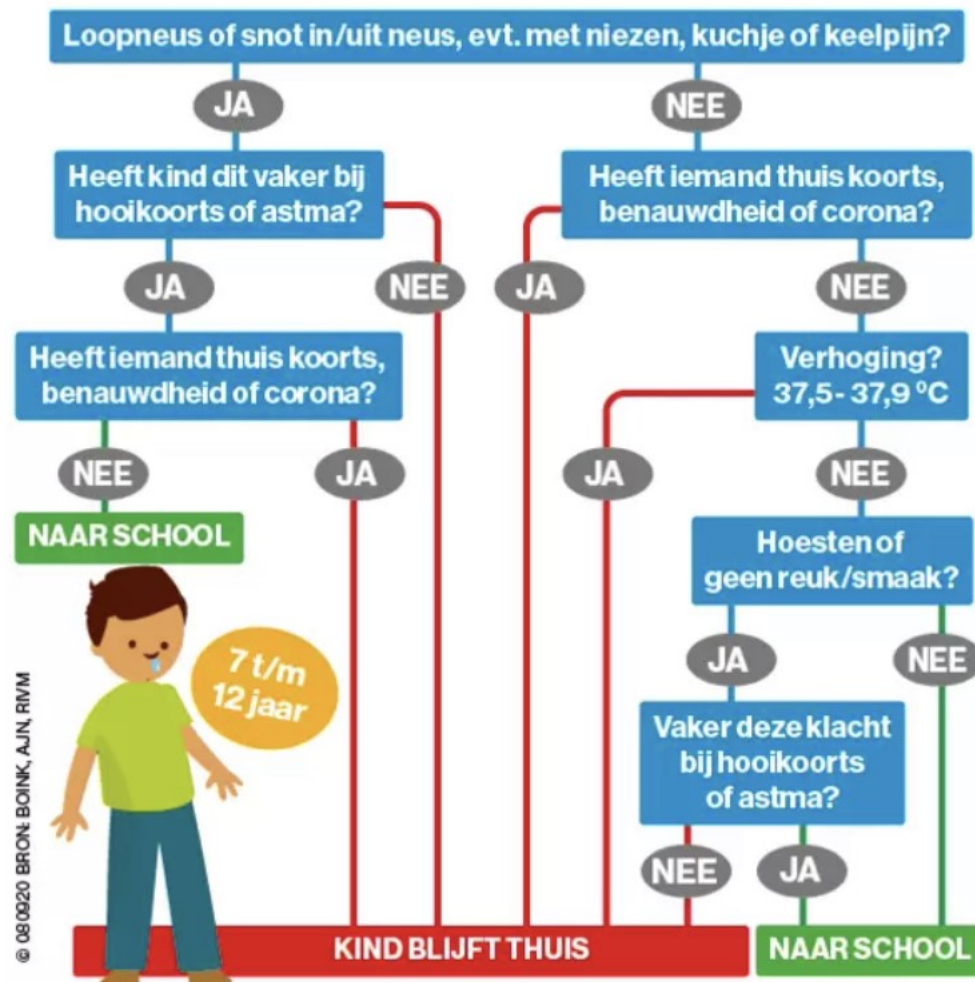 Loopneus of snot in/uit neus, evt. met niezen, kuchje of keelpijn?
JA
NEE
Heeft kind dit vaker bij
hooikoorts of astma?
Heeft iemand thuis koorts,
benauwdheid of corona?
JA
NEE
JA
NEE
Heeft iemand thuis koorts,
benauwdheid of corona?
Verhoging?
37,5 - 37,9 ºC
NEE
JA
JA
NEE
NAAR SCHOOL
Hoesten of
geen reuk/smaak?
7 t/m
12 jaar
JA
NEE
Vaker deze klacht
bij hooikoorts
of astma?
NEE
JA
KIND BLIJFT THUIS
NAAR SCHOOL
© 080920 BRON: BOINK, AJN, RIVM